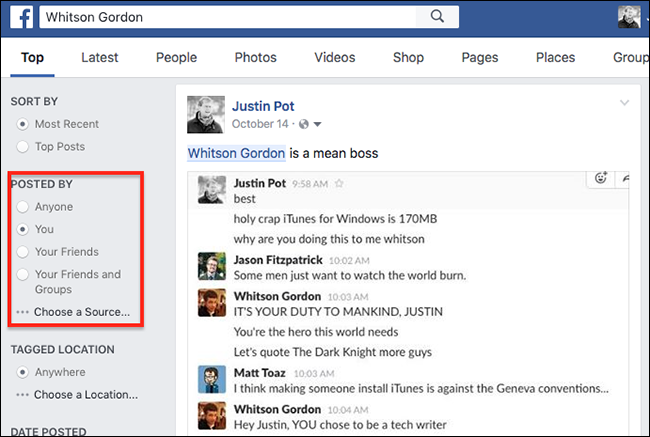 f
Whitson Gordon
J
Top Latest People Photos Videos Shop Pages Places Group
SORT BY
Most Recent
Top Posts
POSTED BY
Anyone
You
Your Friends
Your Friends and
Groups
••• Choose a Source...
TAGGED LOCATION
Anywhere
••• Choose a Location...
DATE POSTED
Justin Pot
October 14 ·
Whitson Gordon is a mean boss
Justin Pot 9:58 AM
best
holy crap iTunes for Windows is 170MB
why are you doing this to me whitson
Jason Fitzpatrick 10:02 AM
Some men just want to watch the world burn.
Whitson Gordon 10:03 AM
IT'S YOUR DUTY TO MANKIND, JUSTIN
You're the hero this world needs
Let's quote The Dark Knight more guys
Matt Toaz 10:03 AM
I think making someone install iTunes is against the Geneva conventions...
Whitson Gordon 10:04 AM
Hey Justin, YOU chose to be a tech writer